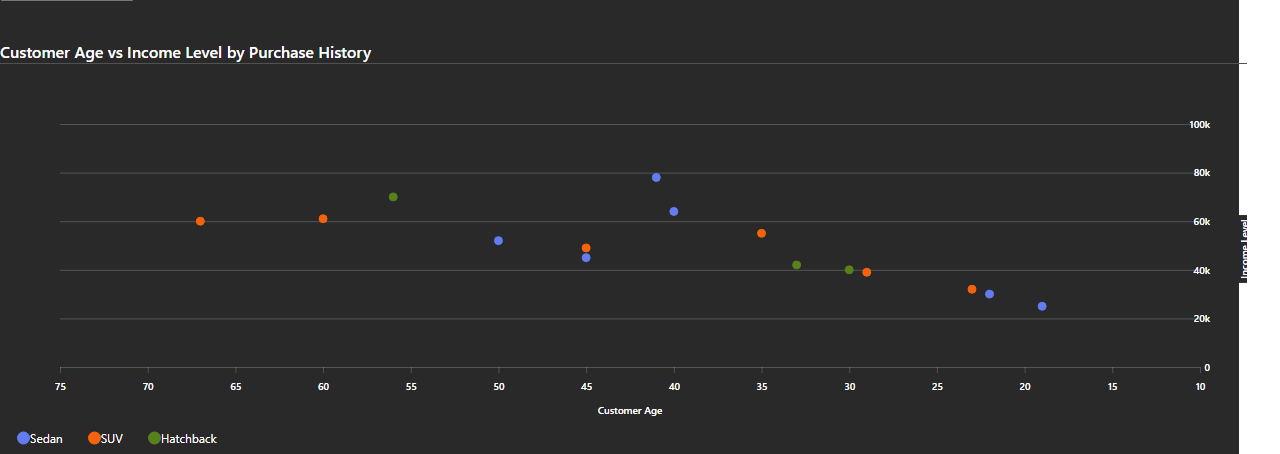 Customer Age vs Income Level by Purchase History
100k
80k
60k
40k
20k
0
Income Level
75 70 65 60 55 50 45 40 35 30 25 20 15 10
Customer Age
Sedan SUV Hatchback